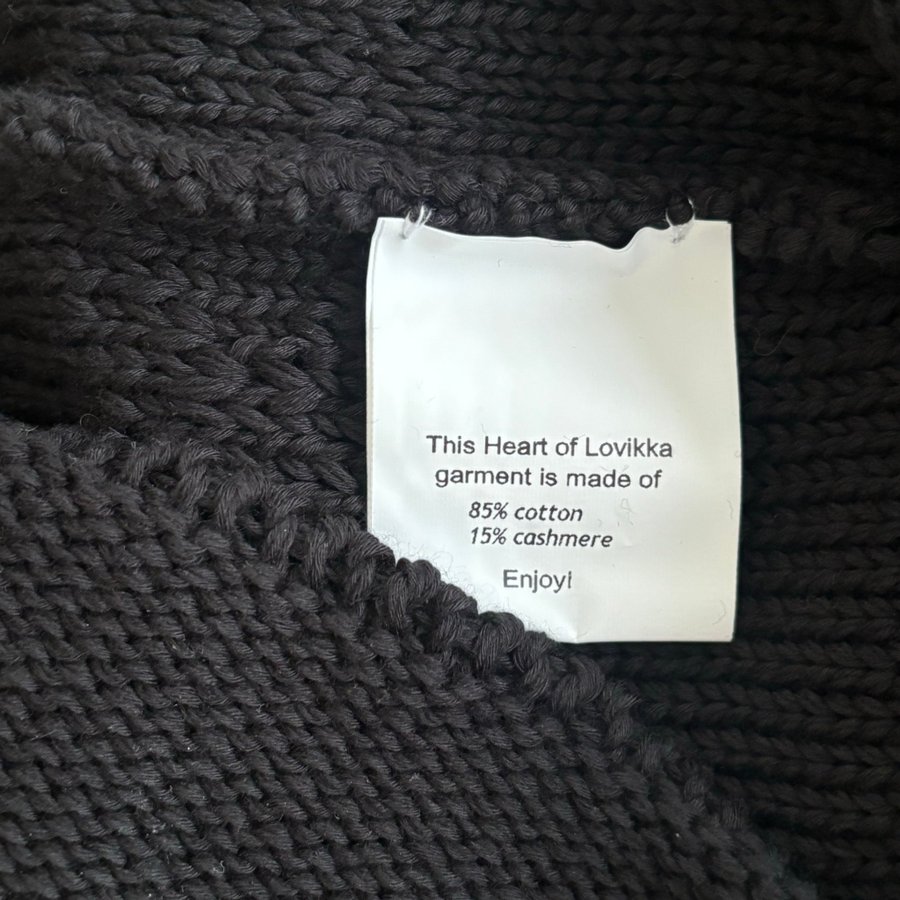 This Heart of Lovikka
garment is made of
85% cotton
15% cashmere
Enjoy!